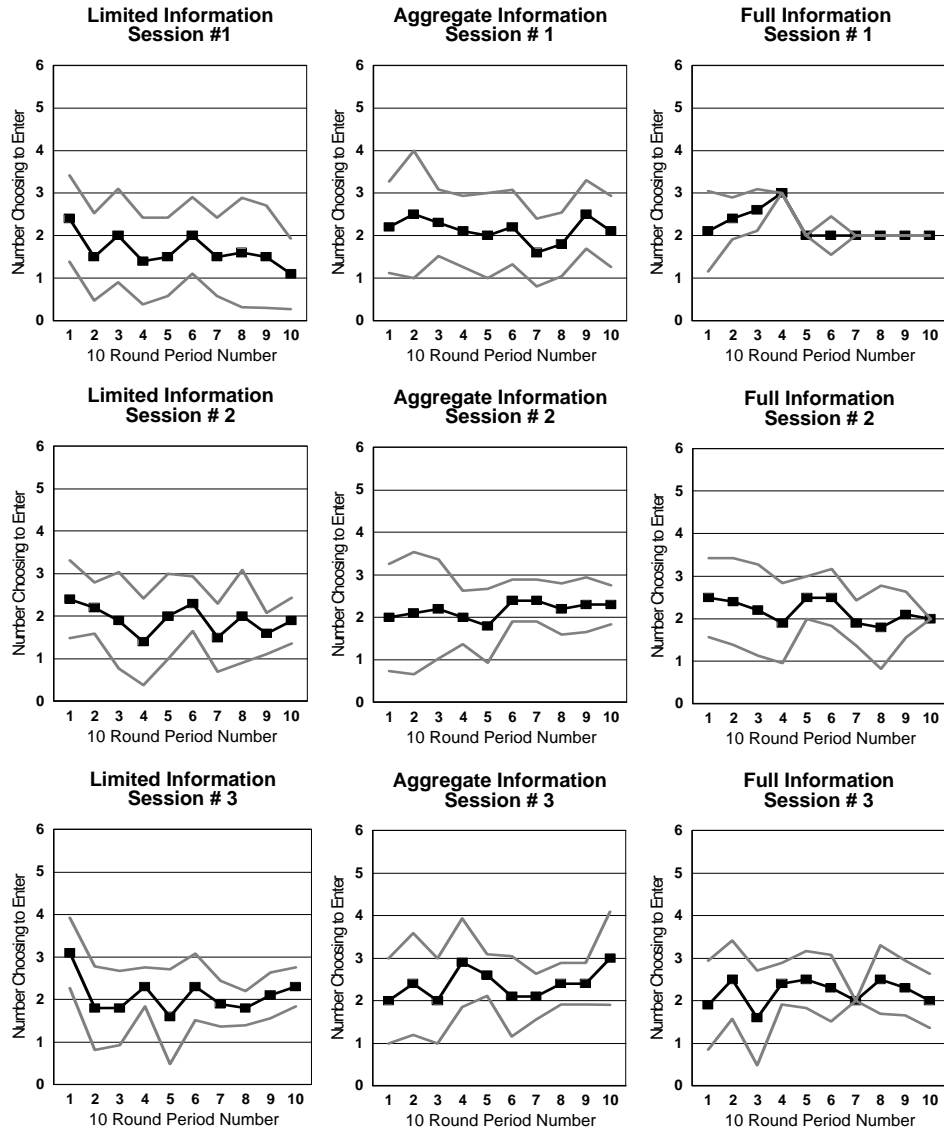 Limited Information
Session #1
Aggregate Information
Session # 1
Full Information
Session # 1
Number Choosing to Enter
6
5
4
3
2
1
0
1 2 3 4 5 6 7 8 9 10
10 Round Period Number
Number Choosing to Enter
6
5
4
3
2
1
0
1 2 3 4 5 6 7 8 9 10
10 Round Period Number
Number Choosing to Enter
6
5
4
3
2
1
0
1 2 3 4 5 6 7 8 9 10
10 Round Period Number
Limited Information
Session # 2
Aggregate Information
Session # 2
Full Information
Session # 2
Number Choosing to Enter
6
5
4
3
2
1
0
1 2 3 4 5 6 7 8 9 10
10 Round Period Number
Number Choosing to Enter
6
5
4
3
2
1
0
1 2 3 4 5 6 7 8 9 10
10 Round Period Number
Number Choosing to Enter
6
5
4
3
2
1
0
1 2 3 4 5 6 7 8 9 10
10 Round Period Number
Limited Information
Session # 3
Aggregate Information
Session # 3
Full Information
Session # 3
Number Choosing to Enter
6
5
4
3
2
1
0
1 2 3 4 5 6 7 8 9 10
10 Round Period Number
Number Choosing to Enter
6
5
4
3
2
1
0
1 2 3 4 5 6 7 8 9 10
10 Round Period Number
Number Choosing to Enter
6
5
4
3
2
1
0
1 2 3 4 5 6 7 8 9 10
10 Round Period Number